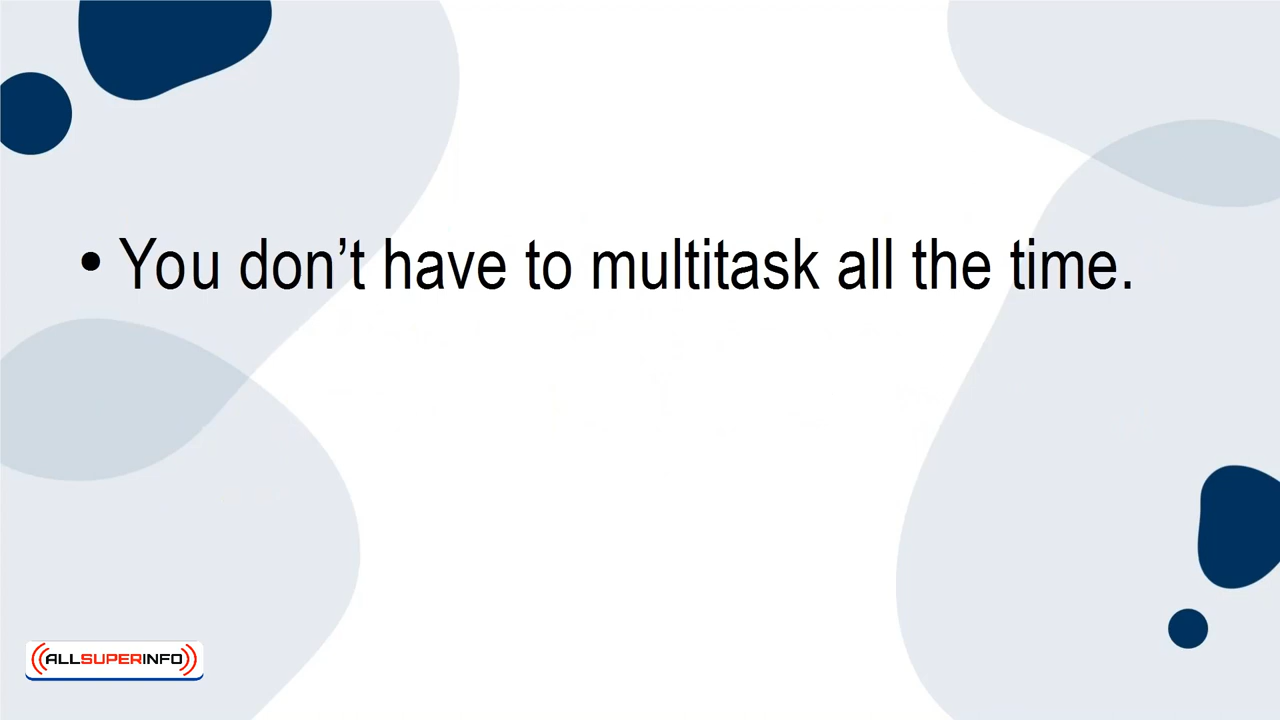 • You don’t have to multitask all the time.
ALLSUPERINFO